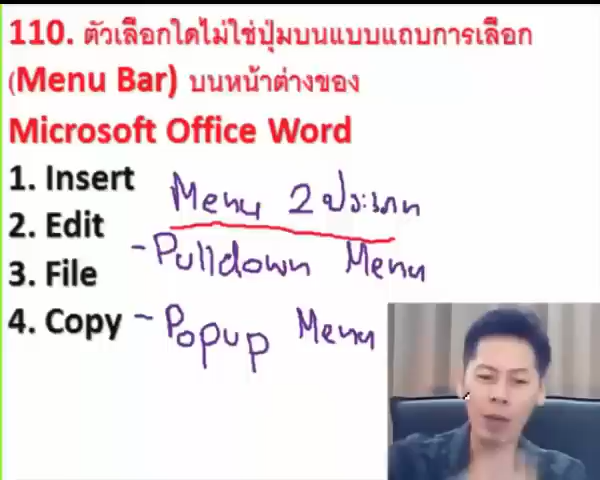 110. ตัวเลือกใดไม่ใช่ปุ่มบนแบบแถบการเลือก
(Menu Bar) บนหน้าต่างของ
Microsoft Office Word
1. Insert
Menu 2 ประเภท
2. Edit
- Pulldown Menu
3. File
4. Copy
- Popup Menu